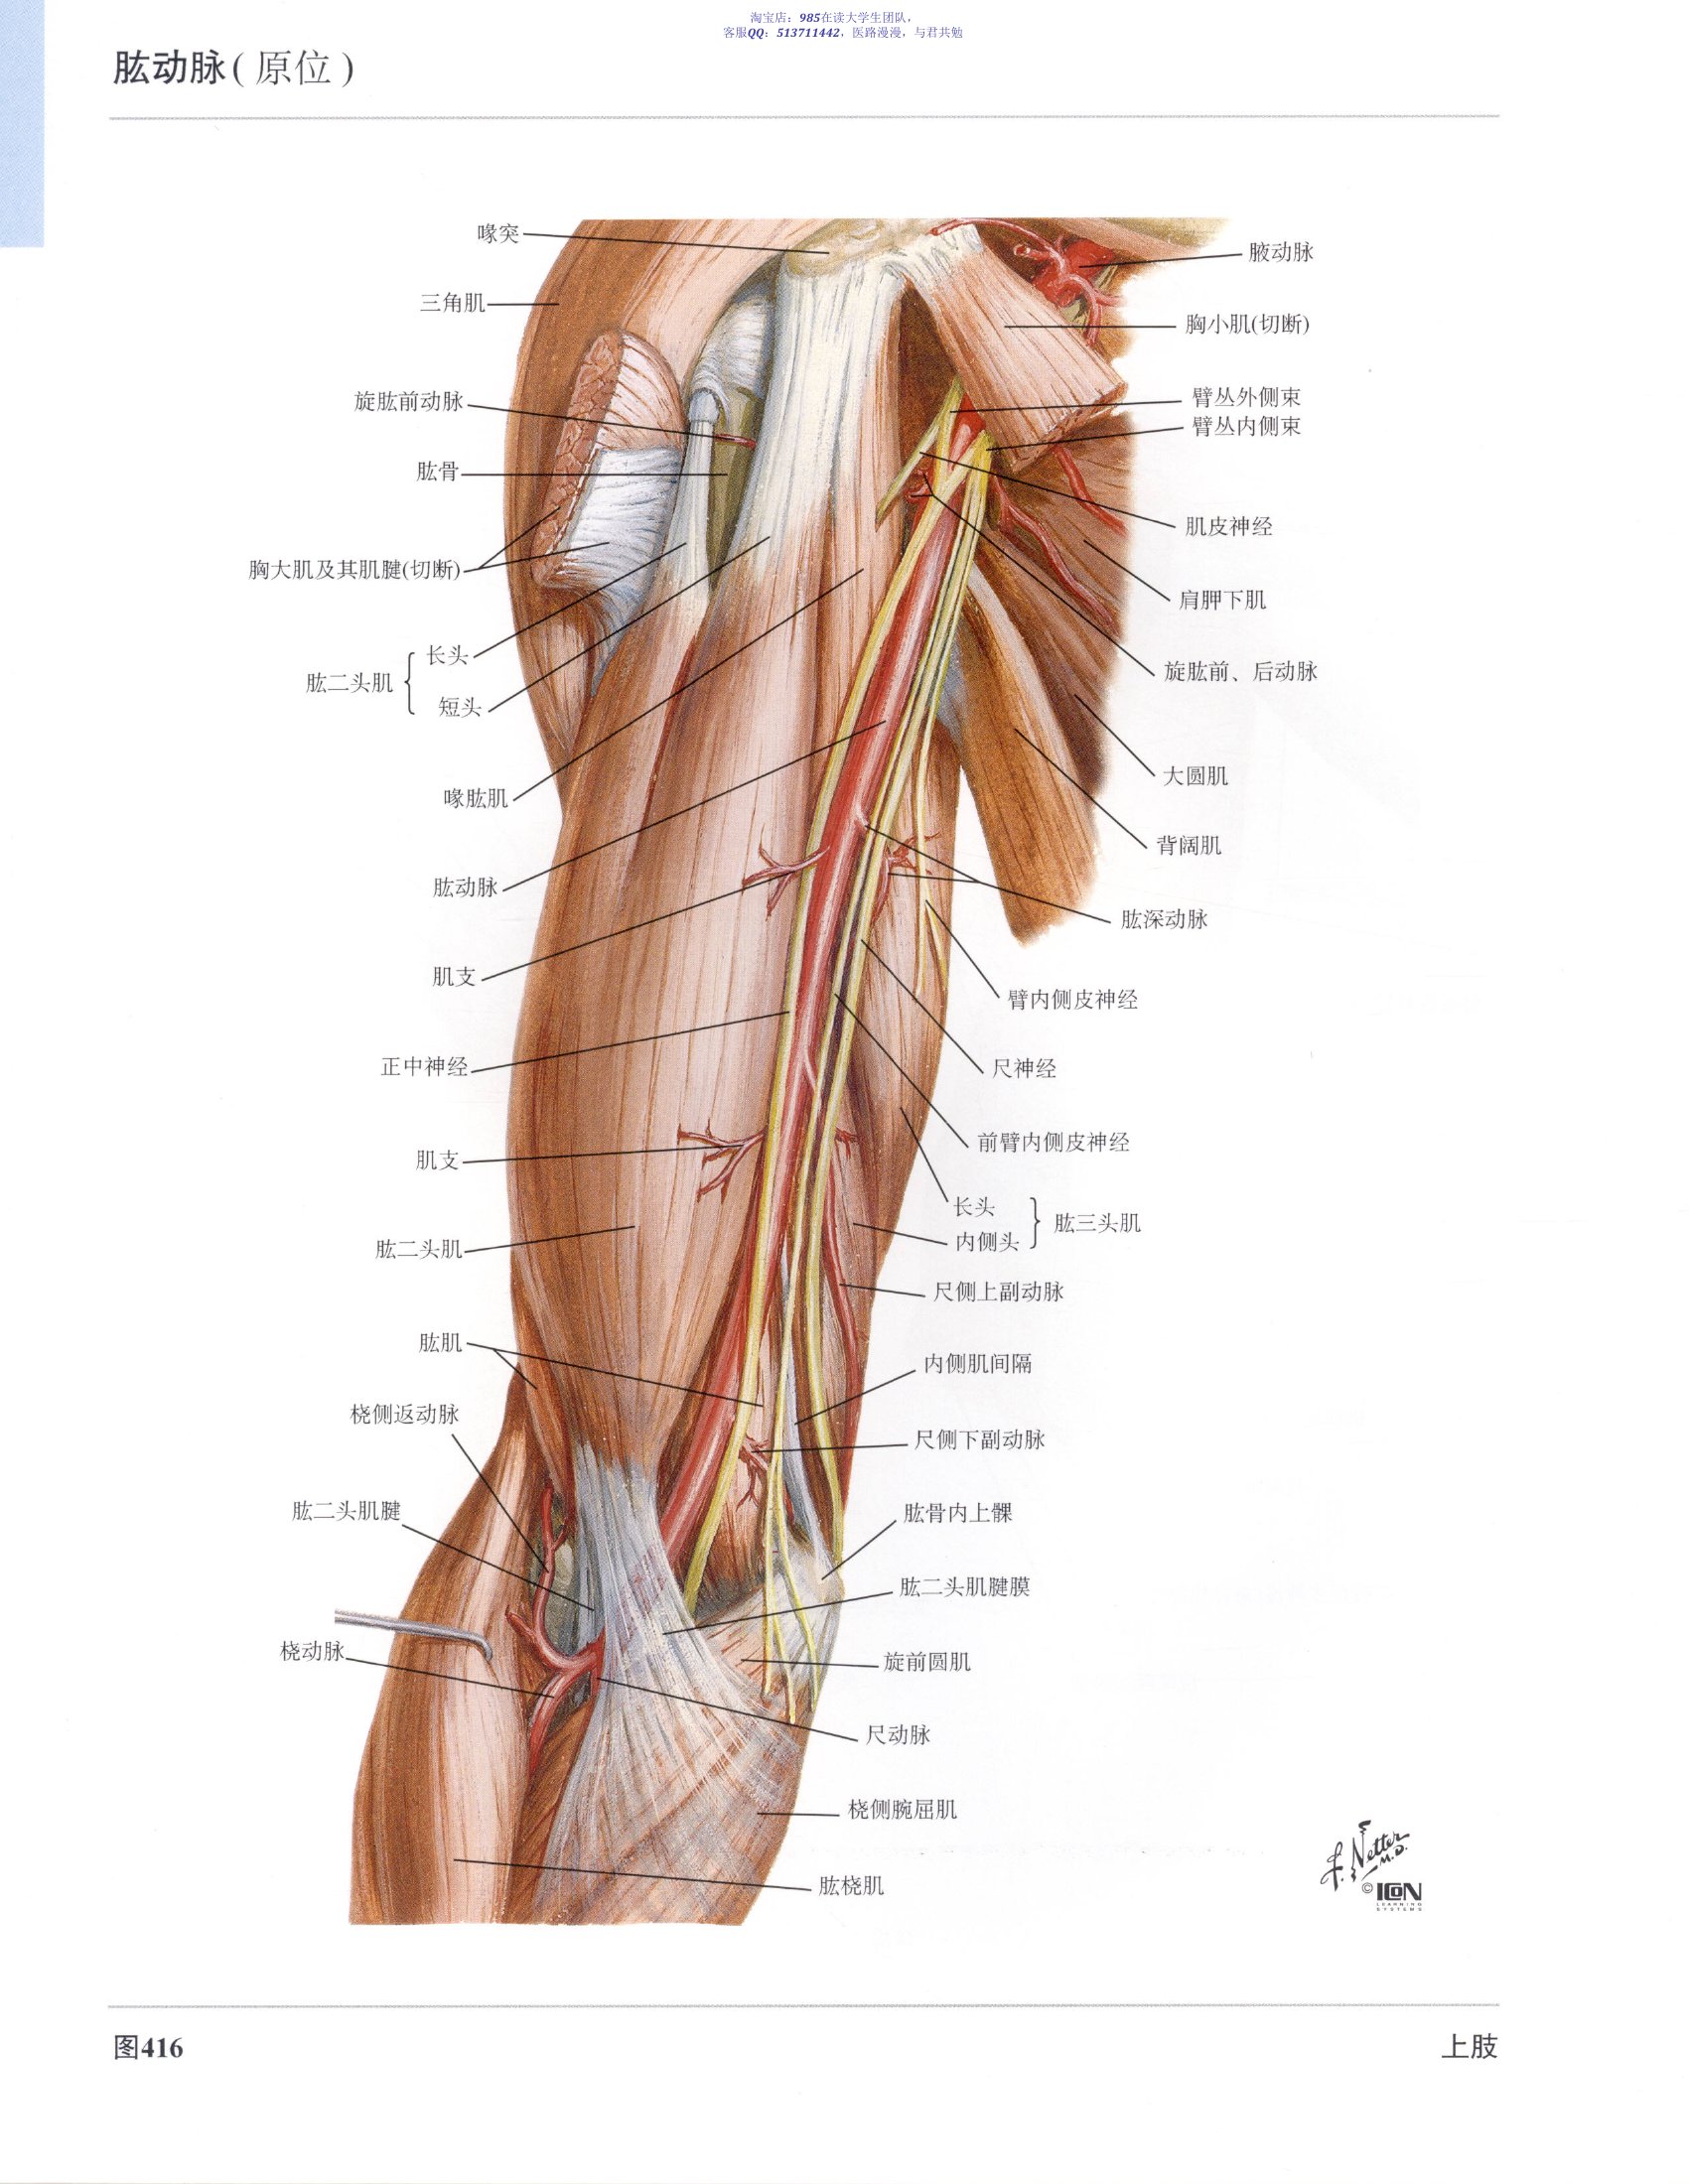 淘宝店：985在读大学生团队，
客服QQ：513711442，医路漫漫，与君共勉
肱动脉(原位)
喙突
腋动脉
三角肌
胸小肌(切断)
旋肱前动脉
臂丛外侧束
臂丛内侧束
肱骨
肌皮神经
胸大肌及其肌腱(切断)
肩胛下肌
长头
肱二头肌
短头
旋肱前、后动脉
大圆肌
喙肱肌
背阔肌
肱动脉
肱深动脉
肌支
臂内侧皮神经
正中神经
尺神经
前臂内侧皮神经
肌支
长头
内侧头
肱三头肌
肱二头肌
尺侧上副动脉
肱肌
内侧肌间隔
桡侧返动脉
尺侧下副动脉
肱二头肌腱
肱骨内上髁
肱二头肌腱膜
桡动脉
旋前圆肌
尺动脉
桡侧腕屈肌
肱桡肌
F. Netter M.D.
© ICON
LEARNING
SYSTEMS
图416
上肢